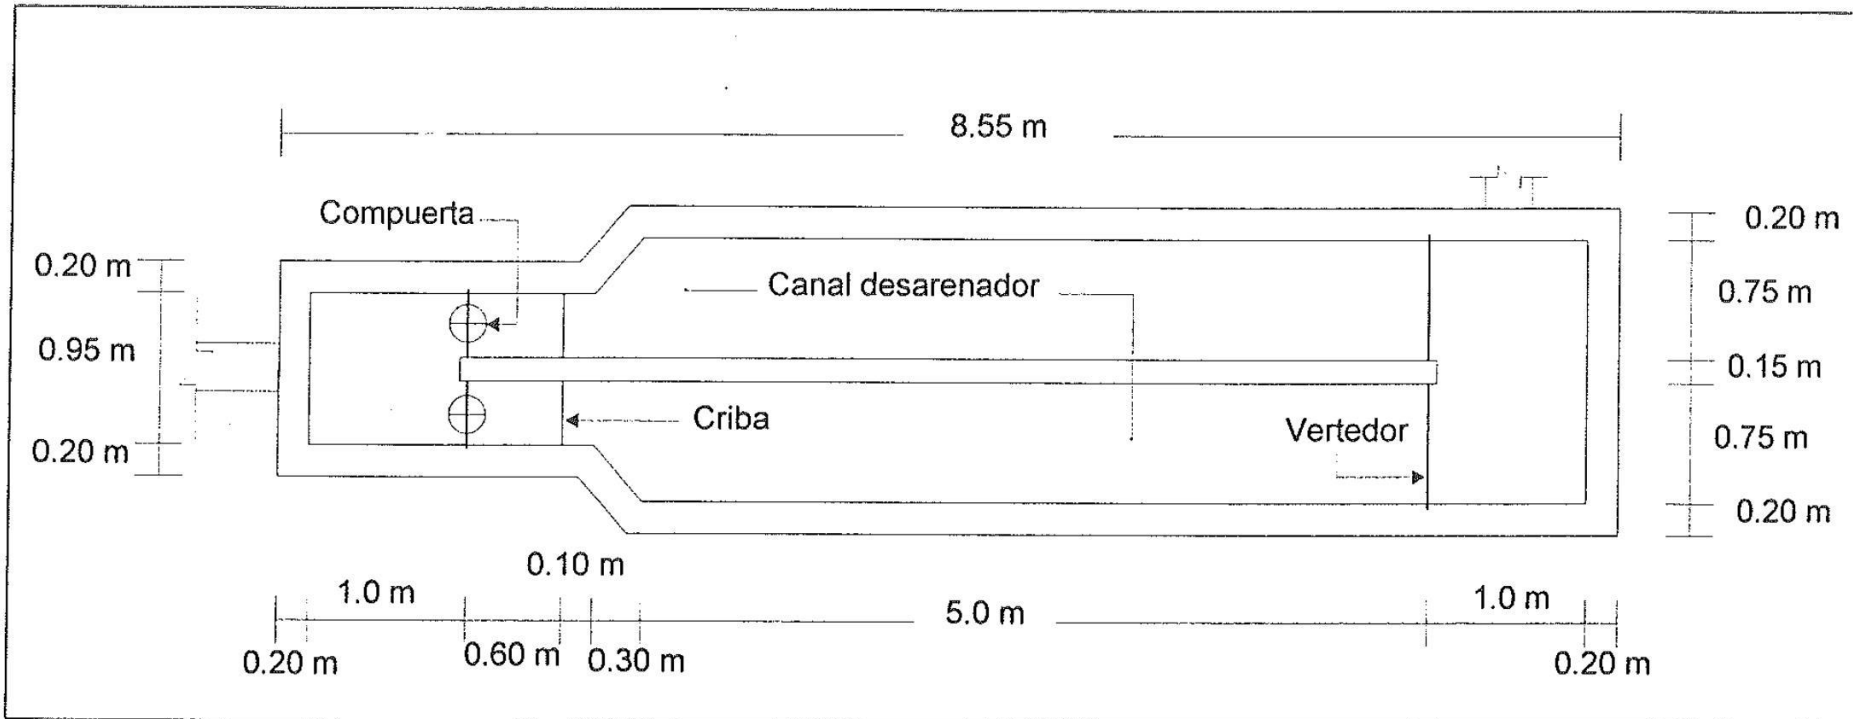 8.55 m
Compuerta
0.20 m
0.20 m
0.75 m
Canal desarenador
0.95 m
0.15 m
Criba
Vertedor
0.75 m
0.20 m
0.20 m
0.10 m
1.0 m
5.0 m
1.0 m
0.20 m
0.60 m
0.30 m
0.20 m